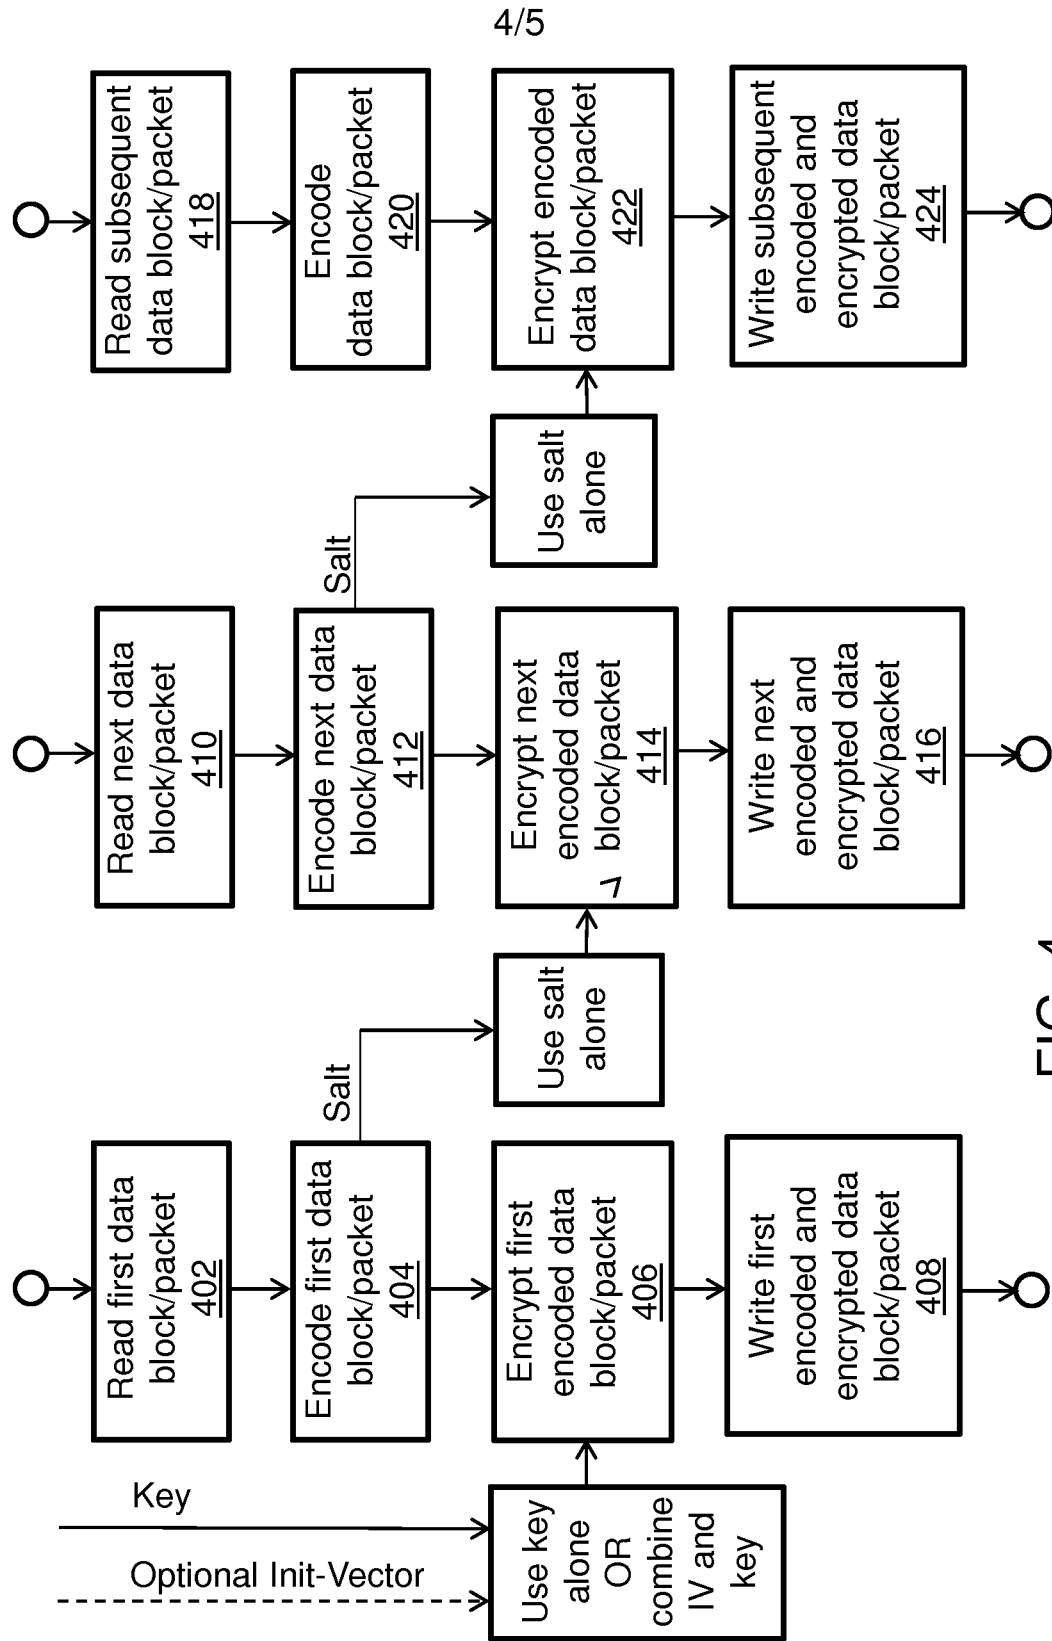 4/5
Key
Optional Init-Vector
Use key
alone
OR
combine
IV and
key
Read first data
block/packet
402
Encode first data
block/packet
404
Salt
Encrypt first
encoded data
block/packet
406
Write first
encoded and
encrypted data
block/packet
408
Use salt
alone
Read next data
block/packet
410
Encode next data
block/packet
412
Salt
Encrypt next
encoded data
block/packet
414
Write next
encoded and
encrypted data
block/packet
416
Use salt
alone
Read subsequent
data block/packet
418
Encode
data block/packet
420
Encrypt encoded
data block/packet
422
Write subsequent
encoded and
encrypted data
block/packet
424
FIG. 4